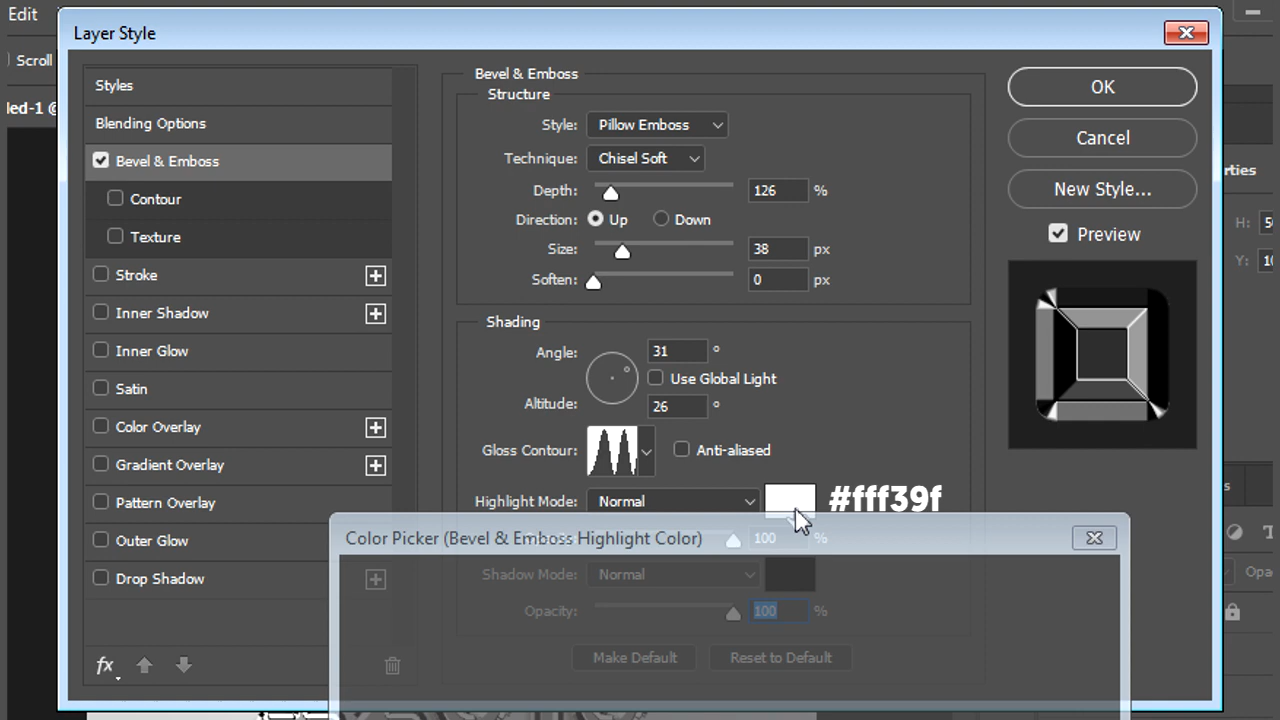 Edit
Layer Style
Scroll
led-1 @
Styles
Blending Options
Bevel & Emboss
Contour
Texture
Stroke
Inner Shadow
Inner Glow
Satin
Color Overlay
Gradient Overlay
Pattern Overlay
Outer Glow
Drop Shadow
fx
Bevel & Emboss
Structure
Style: Pillow Emboss
Technique: Chisel Soft
Depth: 126 %
Direction: Up Down
Size: 38 px
Soften: 0 px
Shading
Angle: 31 °
Use Global Light
Altitude: 26 °
Gloss Contour: Anti-aliased
Highlight Mode: Normal #fff39f
Color Picker (Bevel & Emboss Highlight Color) 100 %
Shadow Mode: Normal
Opacity: 100 %
Make Default Reset to Default
OK
Cancel
New Style...
Preview
rties
H: 5
Y: 10
s
T
Opa